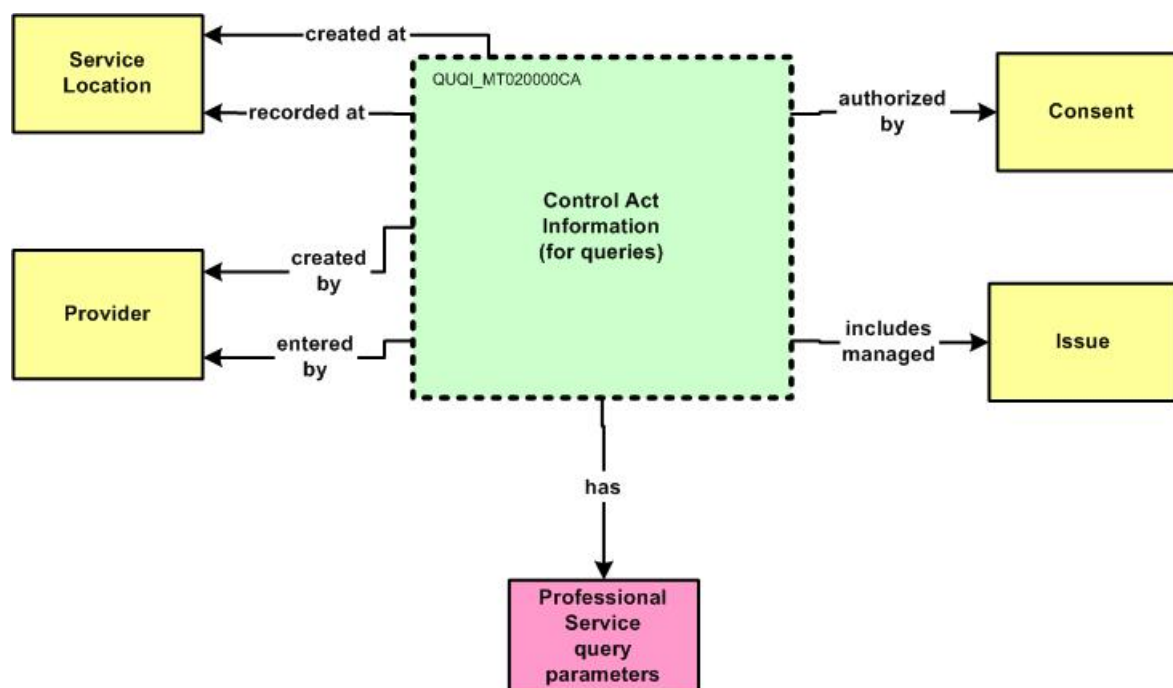 created at
Service
Location
QUQI_MT020000CA
recorded at
authorized
by
Consent
Control Act
Information
(for queries)
created
by
Provider
entered
by
includes
managed
Issue
has
Professional
Service
query
parameters